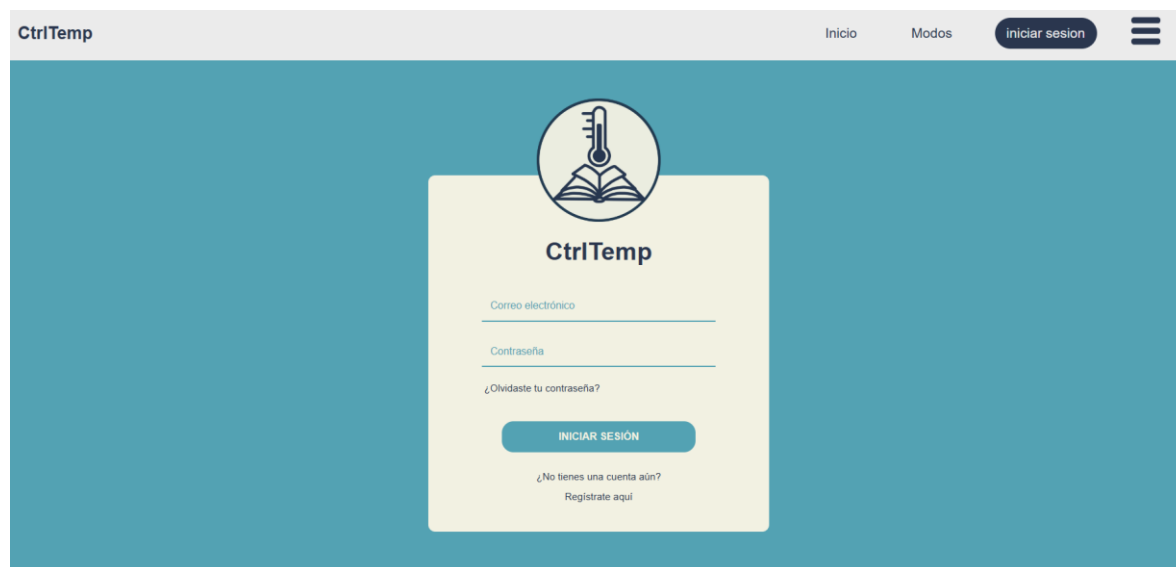 CtrlTemp
Inicio
Modos
iniciar sesion
CtrlTemp
Correo electrónico
Contraseña
¿Olvidaste tu contraseña?
INICIAR SESIÓN
¿No tienes una cuenta aún?
Regístrate aquí